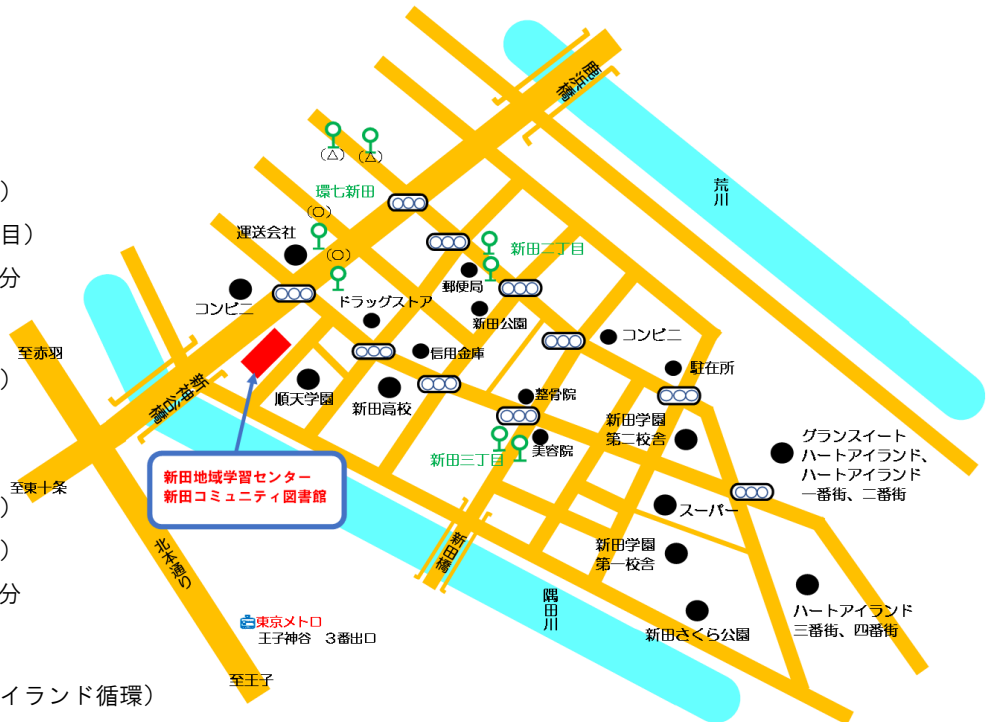 ）
目）
分
）
）
）
分
イランド循環）
鹿浜橋
荒川
（△）
（△）
環七新田
（○）
運送会社
（○）
新田二丁目
郵便局
コンビニ
ドラッグストア
新田公園
コンビニ
信用金庫
至赤羽
駐在所
順天学園
新田高校
整骨院
新神谷橋
新田学園
第二校舎
グランスイート
ハートアイランド、
ハートアイランド
一番街、二番街
美容院
新田三丁目
新田地域学習センター
新田コミュニティ図書館
至東十条
スーパー
北本通り
新田橋
新田学園
第一校舎
隅田川
ハートアイランド
三番街、四番街
新田さくら公園
東京メトロ
王子神谷　３番出口
至王子